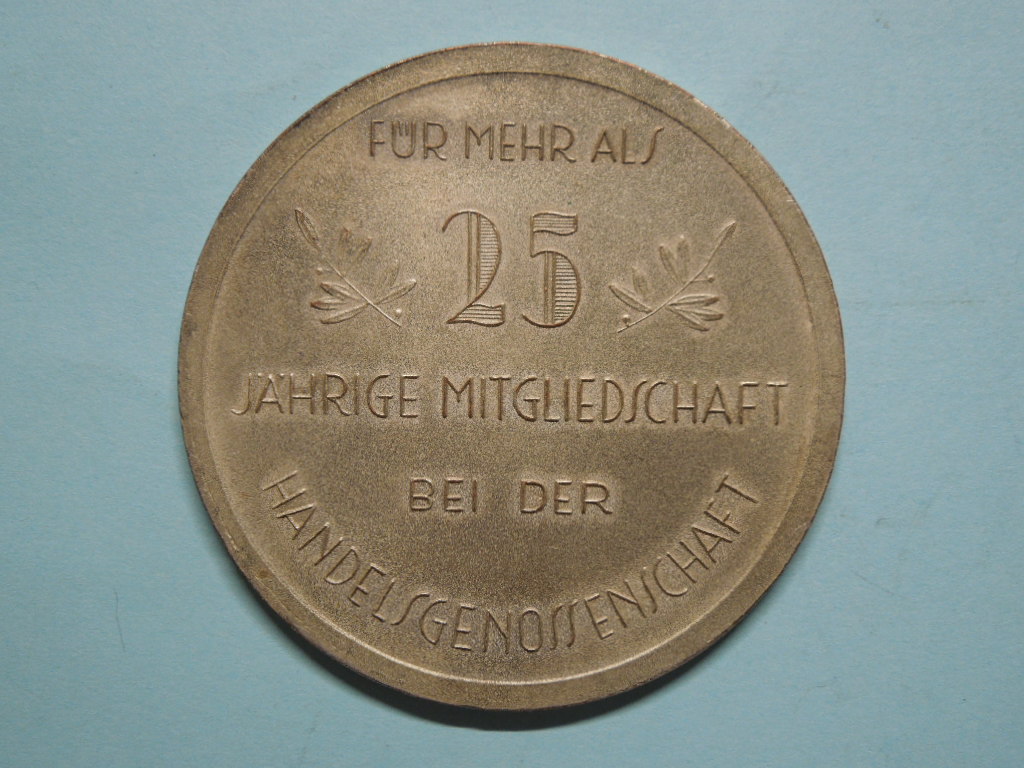 FÜR MEHR ALS
25
JÄHRIGE MITGLIEDSCHAFT
BEI DER
HANDELSGENOSSENSCHAFT